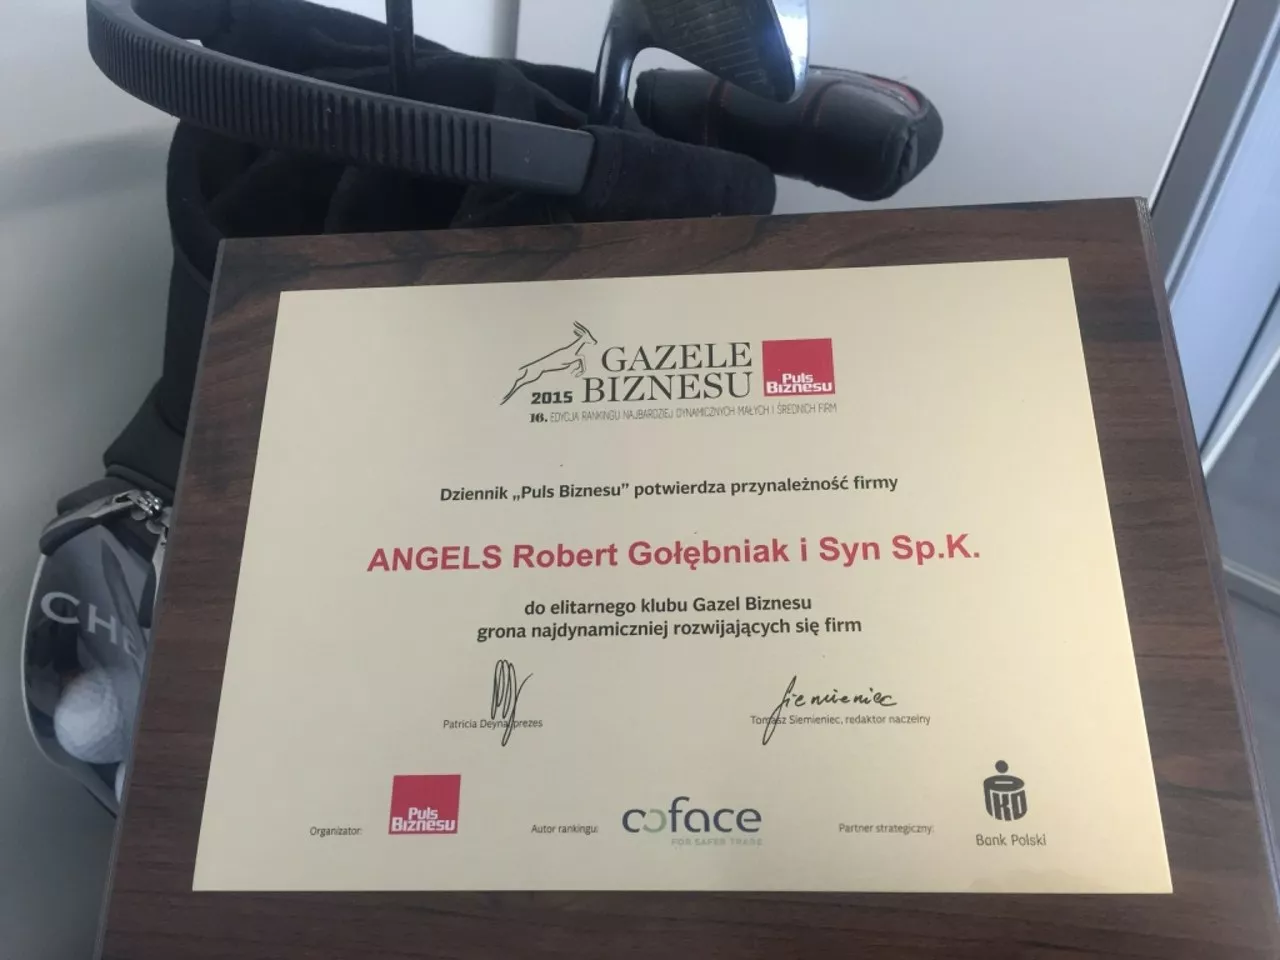 GAZELE
2015 BIZNESU
Puls
Biznesu
16. EDYCJA RANKINGU NAJBARDZIEJ DYNAMICZNYCH MAŁYCH I ŚREDNICH FIRM
Dziennik „Puls Biznesu” potwierdza przynależność firmy
ANGELS Robert Gołębniak i Syn Sp.K.
do elitarnego klubu Gazel Biznesu
grona najdynamiczniej rozwijających się firm
Siemieniec
Patricia Deyna, prezes
Tomasz Siemieniec, redaktor naczelny
Organizator:
Puls
Biznesu
Autor rankingu:
coface
FOR SAFER TRADE
Partner strategiczny:
PKO
Bank Polski